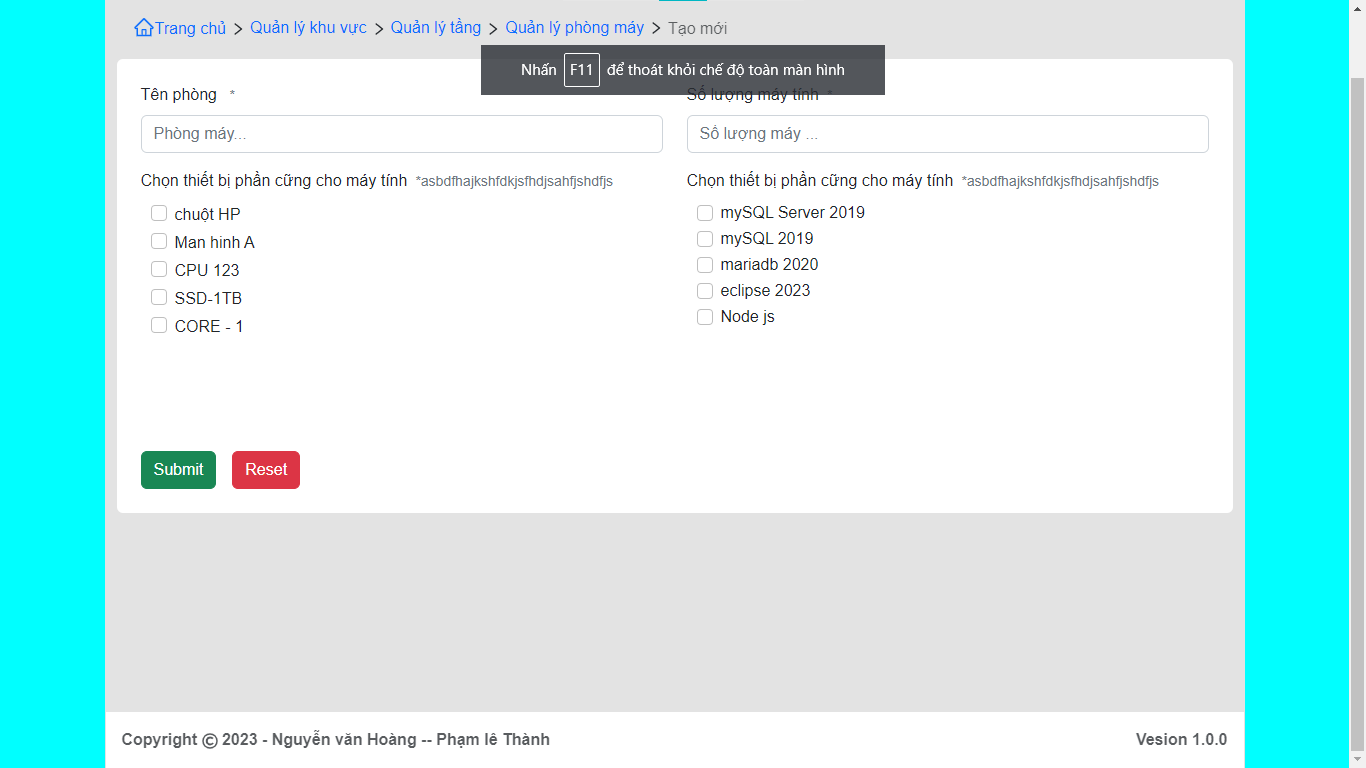 Trang chủ > Quản lý khu vực > Quản lý tầng > Quản lý phòng máy > Tạo mới
Nhấn F11 để thoát khỏi chế độ toàn màn hình
Tên phòng *
Phòng máy...
Số lượng máy tính *
Số lượng máy ...
Chọn thiết bị phần cững cho máy tính *asbdfhajkshfdkjsfhdjsahfjshdfjs
chuột HP
Man hinh A
CPU 123
SSD-1TB
CORE - 1
Chọn thiết bị phần cững cho máy tính *asbdfhajkshfdkjsfhdjsahfjshdfjs
mySQL Server 2019
mySQL 2019
mariadb 2020
eclipse 2023
Node js
Submit Reset
Copyright © 2023 - Nguyễn văn Hoàng -- Phạm lê Thành
Vesion 1.0.0